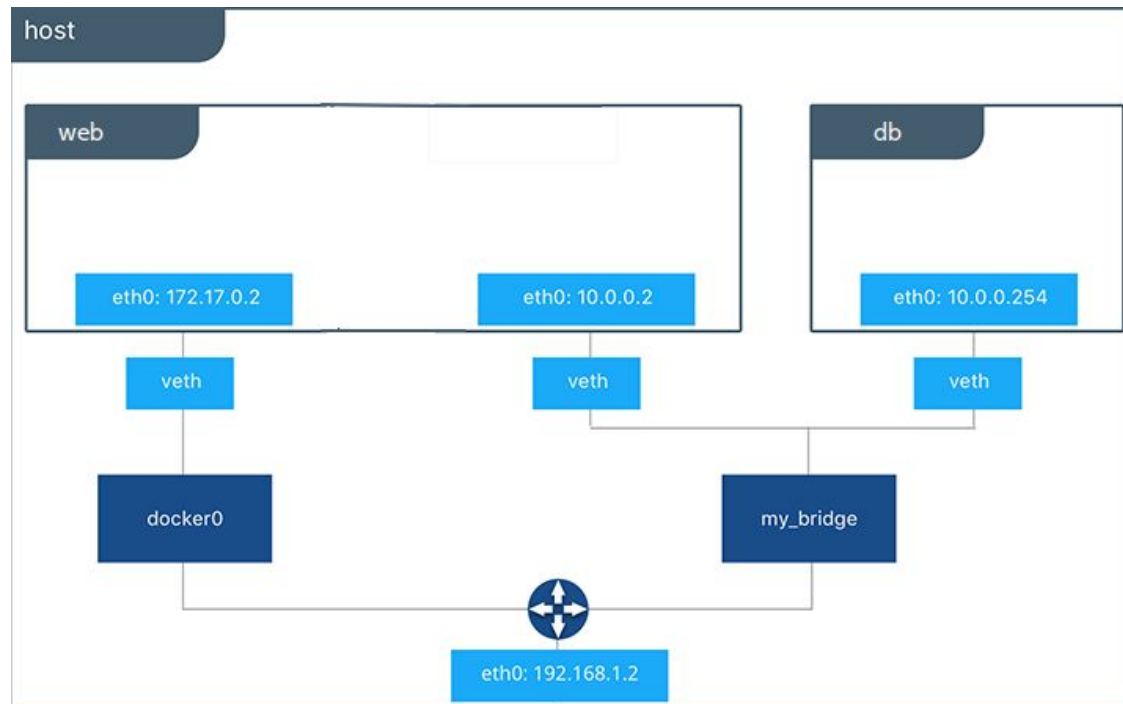 host
web
db
eth0: 172.17.0.2
eth0: 10.0.0.2
eth0: 10.0.0.254
veth
veth
veth
docker0
my_bridge
eth0: 192.168.1.2